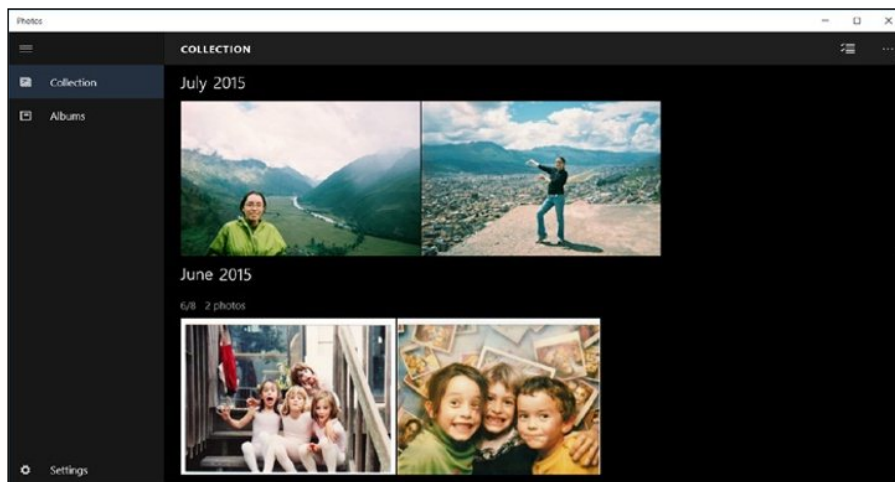 Photos
COLLECTION
Collection
Albums
July 2015
June 2015
6/8 2 photos
Settings